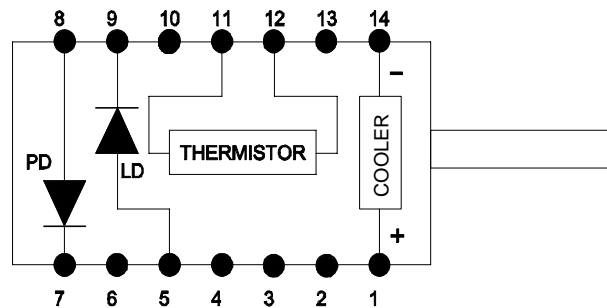 8 9 10 11 12 13 14
−
THERMISTOR
COOLER
PD
LD
+
7 6 5 4 3 2 1